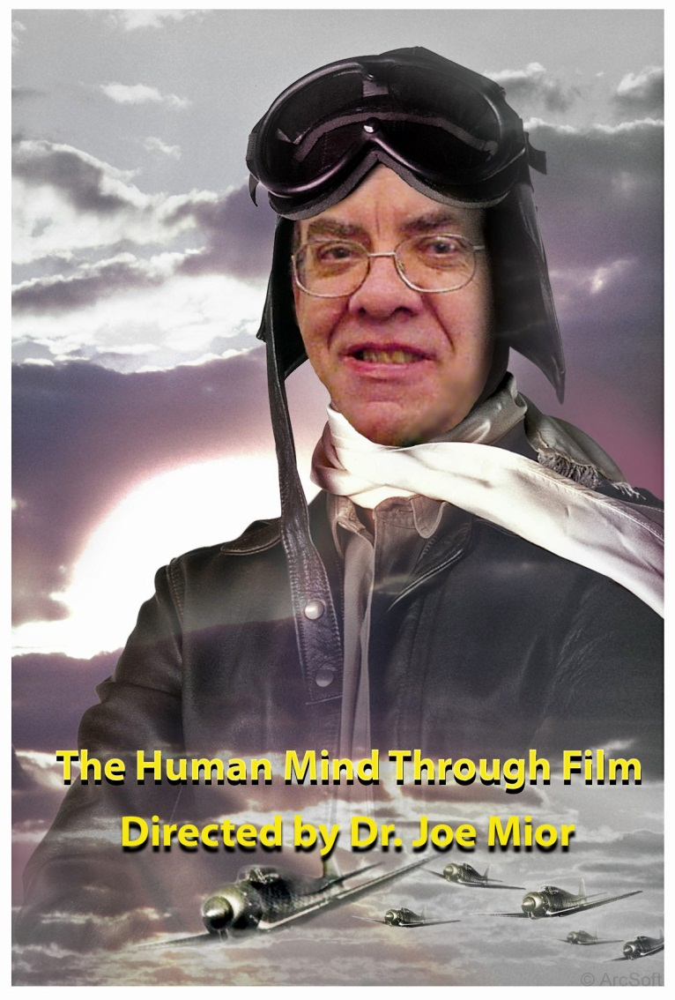 The Human Mind Through Film
Directed by Dr. Joe Mior
© ArcSoft